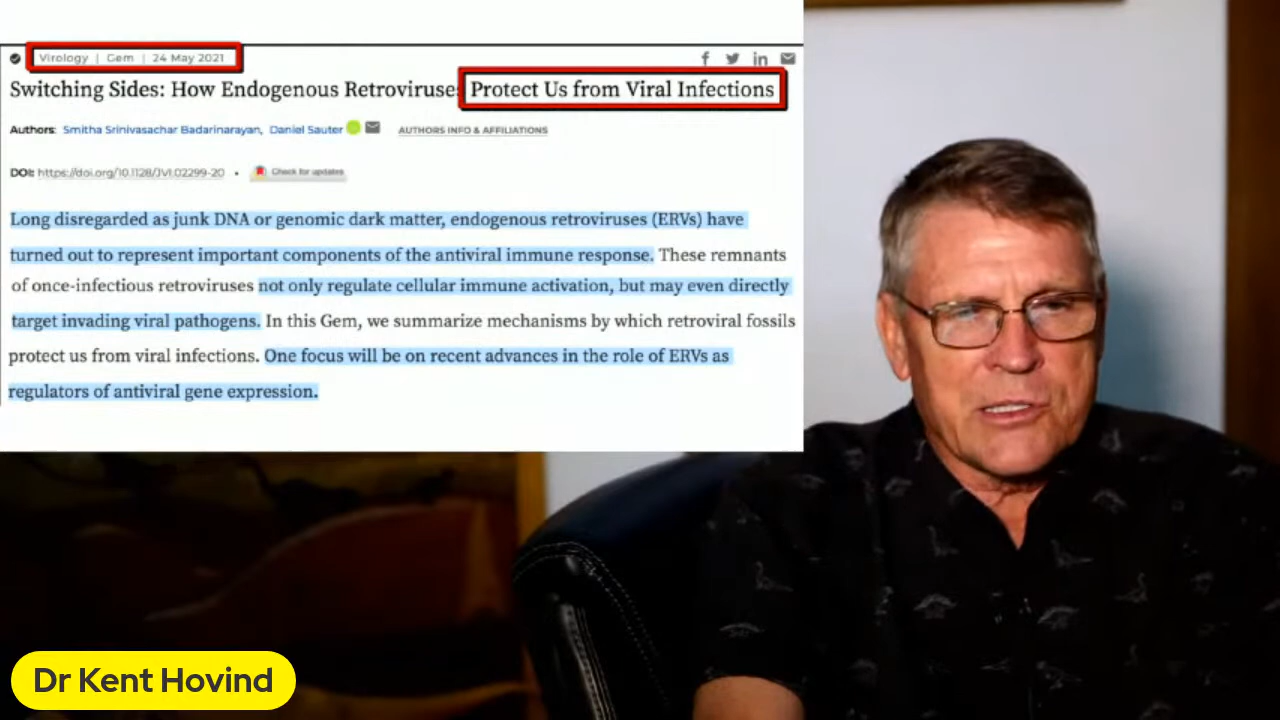 Virology | Gem | 24 May 2021
Switching Sides: How Endogenous Retroviruse Protect Us from Viral Infections
Authors: Smitha Srinivasachar Badarinarayan, Daniel Sauter AUTHORS INFO & AFFILIATIONS
DOI: https://doi.org/10.1128/JVI.02299-20 • Check for updates
Long disregarded as junk DNA or genomic dark matter, endogenous retroviruses (ERVs) have
turned out to represent important components of the antiviral immune response. These remnants
of once-infectious retroviruses not only regulate cellular immune activation, but may even directly
target invading viral pathogens. In this Gem, we summarize mechanisms by which retroviral fossils
protect us from viral infections. One focus will be on recent advances in the role of ERVs as
regulators of antiviral gene expression.
Dr Kent Hovind